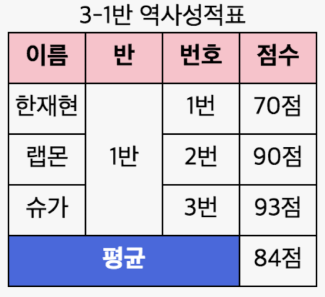 3-1반 역사성적표
이름 반 번호 점수
한재현 1번 70점
랩몬 1반 2번 90점
슈가 3번 93점
평균 84점